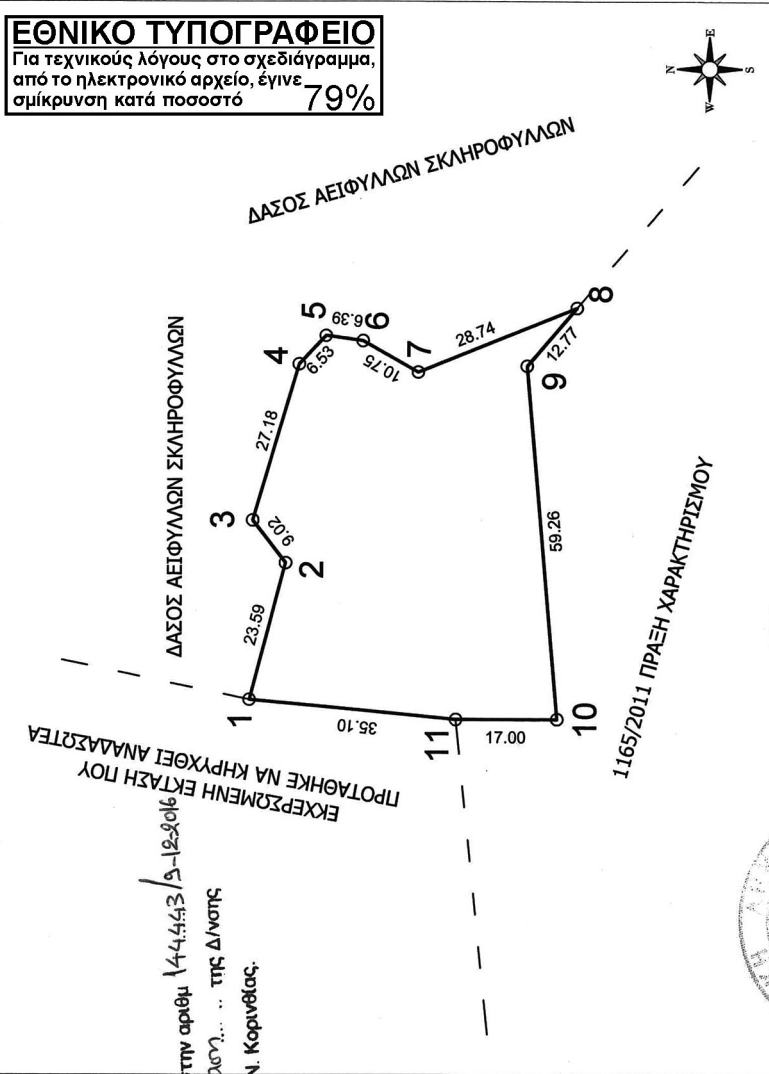 ΕΘΝΙΚΟ ΤΥΠΟΓΡΑΦΕΙΟ
Για τεχνικούς λόγους στο σχεδιάγραμμα,
από το ηλεκτρονικό αρχείο, έγινε
σμίκρυνση κατά ποσοστό 79%
N
E
S
W
ΔΑΣΟΣ ΑΕΙΦΥΛΛΩΝ ΣΚΛΗΡΟΦΥΛΛΩΝ
ΔΑΣΟΣ ΑΕΙΦΥΛΛΩΝ ΣΚΛΗΡΟΦΥΛΛΩΝ
1
23.59
2
9.02
3
27.18
4
6.53
5
6.39
6
10.75
7
28.74
8
12.77
9
59.26
10
17.00
11
35.10
ΕΚΧΕΡΣΩΜΕΝΗ ΕΚΤΑΣΗ ΠΟΥ
ΠΡΟΤΑΘΗΚΕ ΝΑ ΚΗΡΥΧΘΕΙ ΑΝΑΔΑΣΩΤΕΑ
1165/2011 ΠΡΑΞΗ ΧΑΡΑΚΤΗΡΙΣΜΟΥ
την αριθμ 144443/9-12-2016
της Δ/νσης
Ν. Κορινθίας.